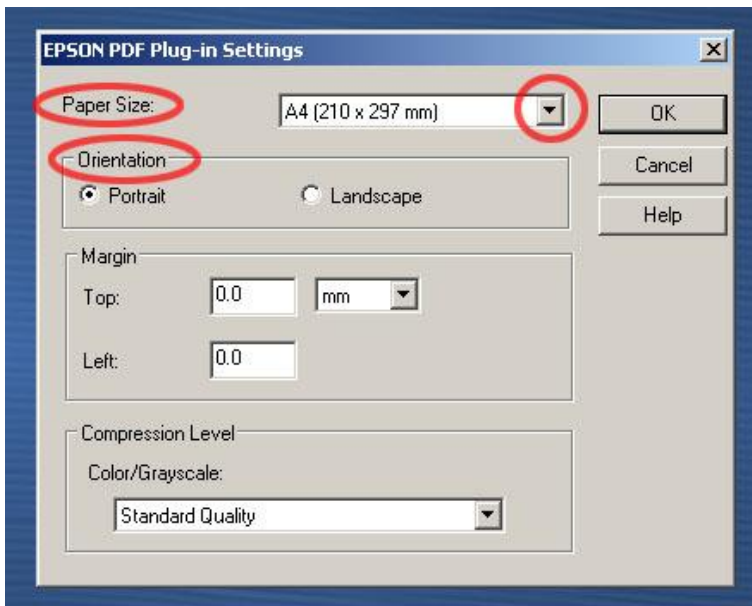 EPSON PDF Plug-in Settings
Paper Size: A4 (210 x 297 mm) OK
Orientation Cancel
Portrait Landscape Help
Margin
Top: 0.0 mm
Left: 0.0
Compression Level
Color/Grayscale:
Standard Quality